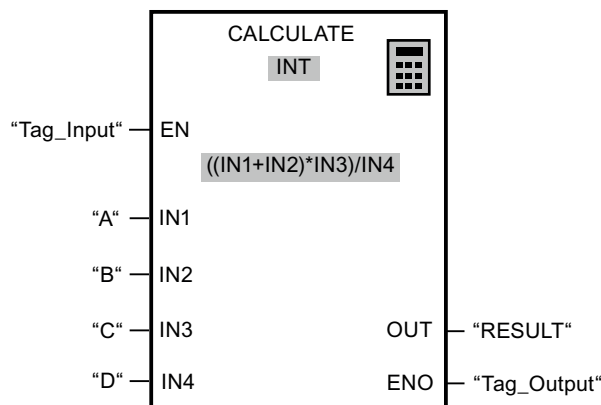 CALCULATE
INT
“Tag_Input“ EN
((IN1+IN2)*IN3)/IN4
“A“ IN1
“B“ IN2
“C“ IN3 OUT “RESULT“
“D“ IN4 ENO “Tag_Output“